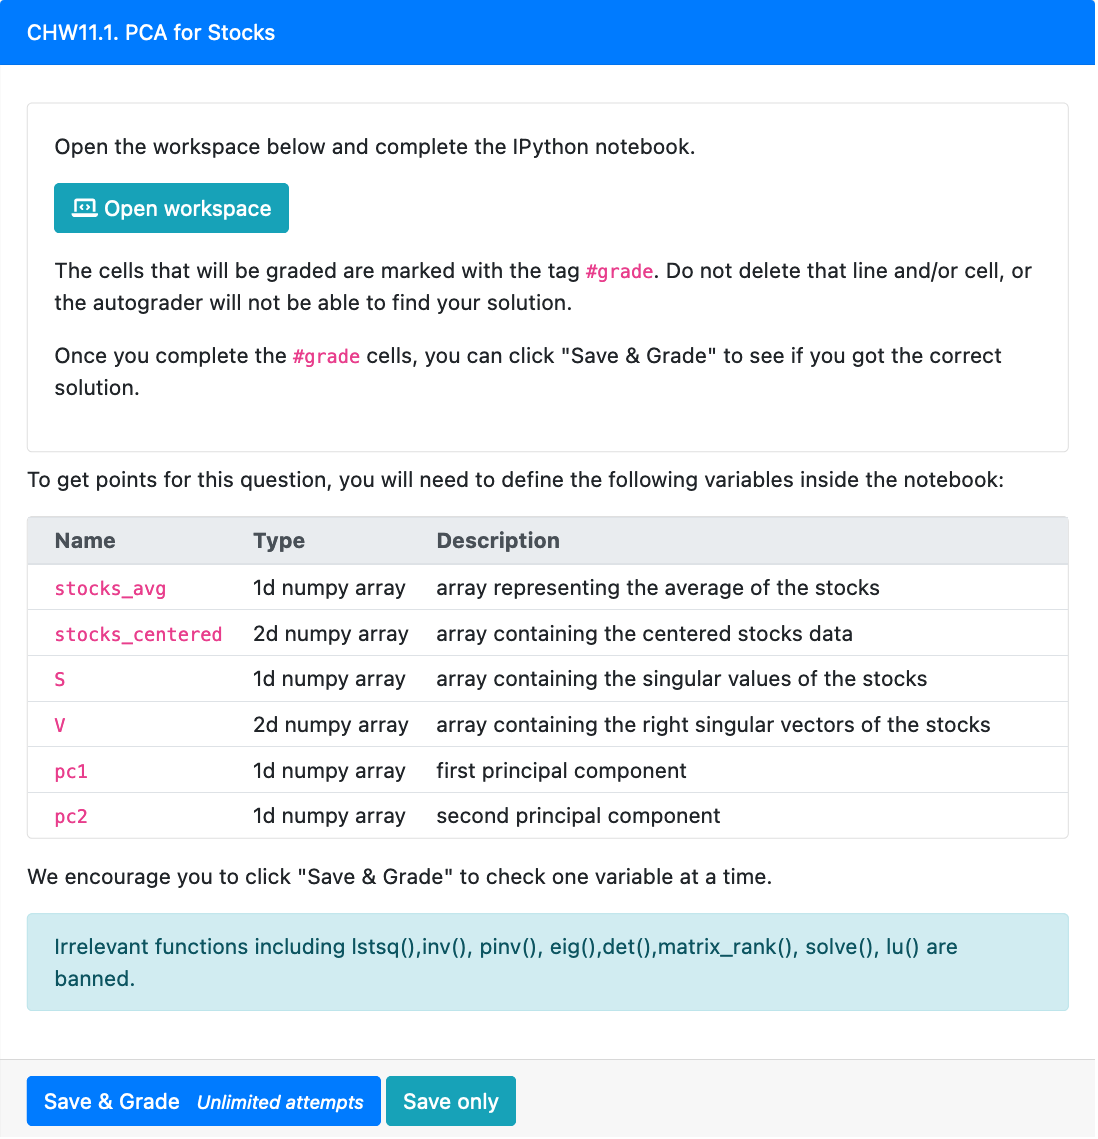 CHW11.1. PCA for Stocks
Open the workspace below and complete the IPython notebook.
Open workspace
The cells that will be graded are marked with the tag #grade. Do not delete that line and/or cell, or
the autograder will not be able to find your solution.
Once you complete the #grade cells, you can click "Save & Grade" to see if you got the correct
solution.
To get points for this question, you will need to define the following variables inside the notebook:
Name Type Description
stocks_avg 1d numpy array array representing the average of the stocks
stocks_centered 2d numpy array array containing the centered stocks data
S 1d numpy array array containing the singular values of the stocks
V 2d numpy array array containing the right singular vectors of the stocks
pc1 1d numpy array first principal component
pc2 1d numpy array second principal component
We encourage you to click "Save & Grade" to check one variable at a time.
Irrelevant functions including lstsq(),inv(), pinv(), eig(),det(),matrix_rank(), solve(), lu() are
banned.
Save & Grade Unlimited attempts Save only